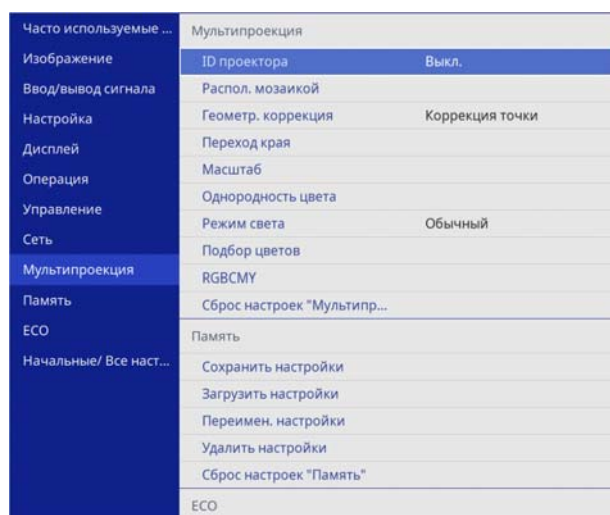 Часто используемые ...
Изображение
Ввод/вывод сигнала
Настройка
Дисплей
Операция
Управление
Сеть
Мультипроекция
Память
ECO
Начальные/ Все наст...
Мультипроекция
ID проектора Выкл.
Распол. мозаикой
Геометр. коррекция Коррекция точки
Переход края
Масштаб
Однородность цвета
Режим света Обычный
Подбор цветов
RGBCMY
Сброс настроек "Мультипр...
Память
Сохранить настройки
Загрузить настройки
Переимен. настройки
Удалить настройки
Сброс настроек "Память"
ECO